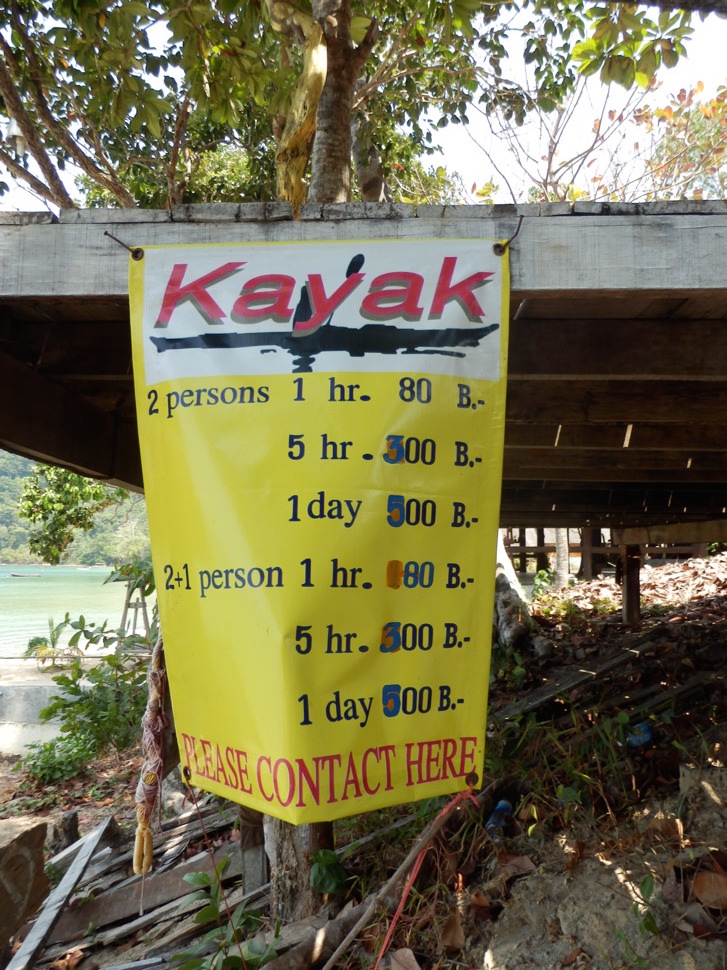 Kayak
2 persons 1 hr. 80 B.-
5 hr. 300 B.-
1 day 500 B.-
2+1 person 1 hr. 80 B.-
5 hr. 300 B.-
1 day 500 B.-
PLEASE CONTACT HERE